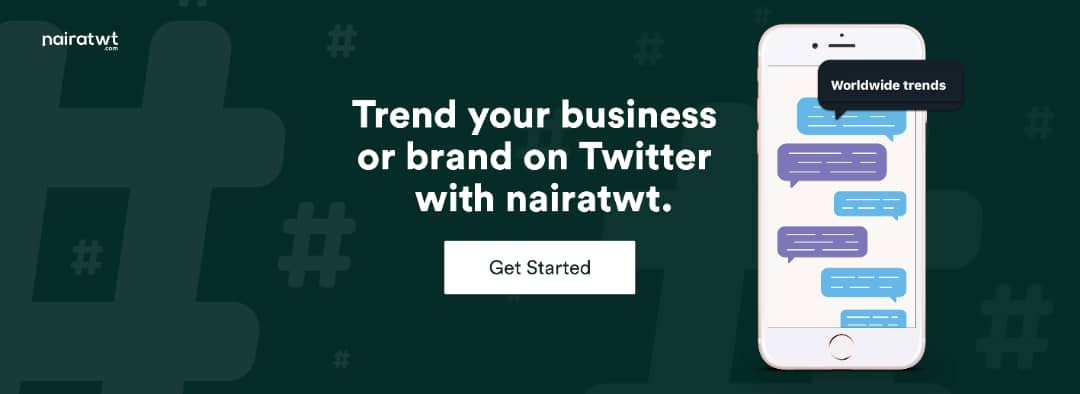 nairatwt
.com
Trend your business
or brand on Twitter
with nairatwt.
Get Started
Worldwide trends